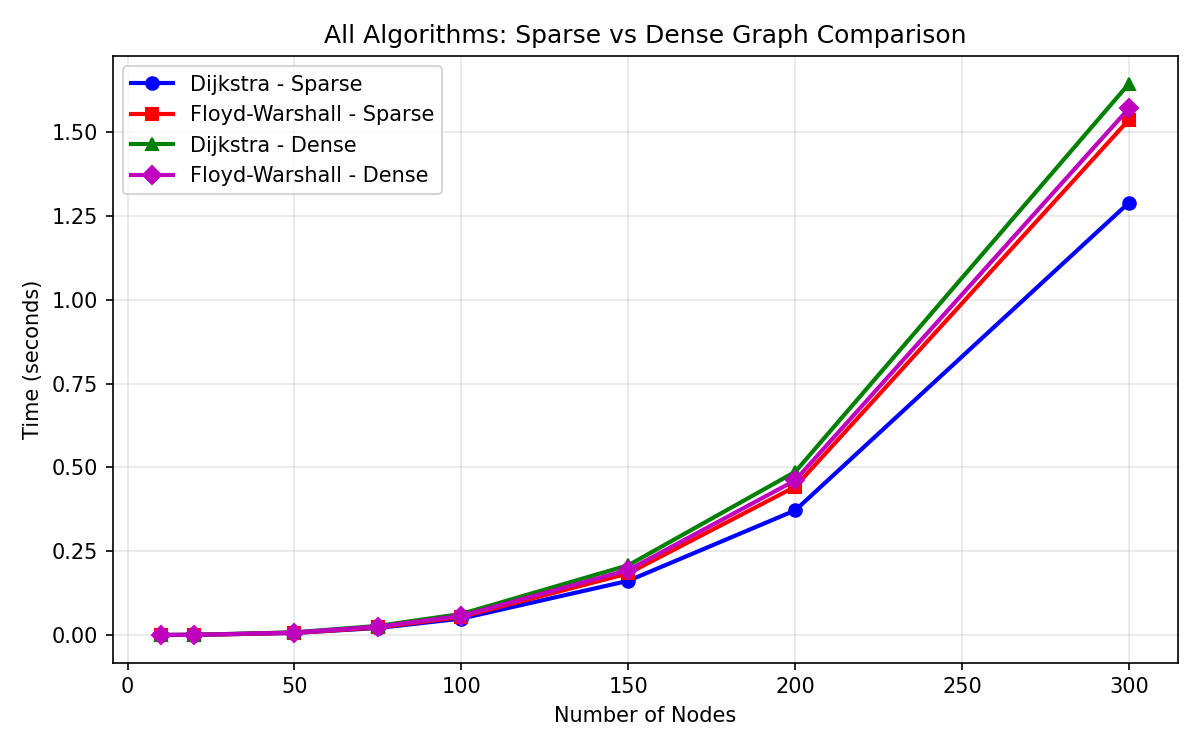 All Algorithms: Sparse vs Dense Graph Comparison
Dijkstra - Sparse
Floyd-Warshall - Sparse
Dijkstra - Dense
Floyd-Warshall - Dense
1.50
1.25
1.00
0.75
0.50
0.25
0.00
Time (seconds)
0 50 100 150 200 250 300
Number of Nodes